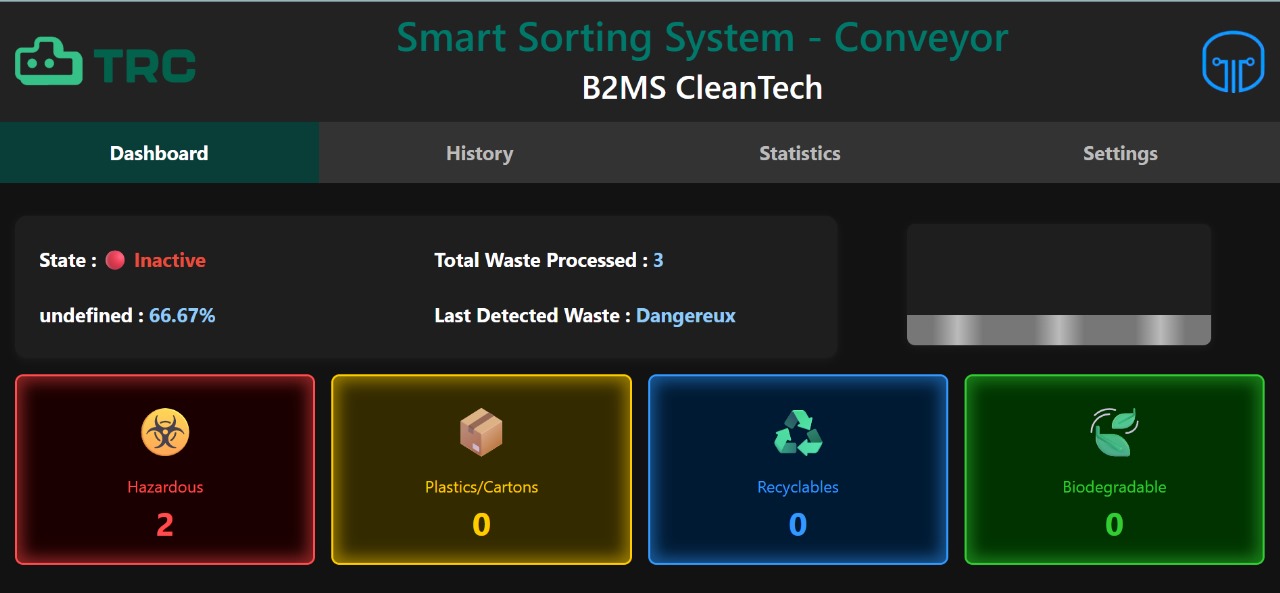 TRC
Smart Sorting System - Conveyor
B2MS CleanTech
Dashboard History Statistics Settings
State : Inactive Total Waste Processed : 3
undefined : 66.67% Last Detected Waste : Dangereux
Hazardous
2
Plastics/Cartons
0
Recyclables
0
Biodegradable
0